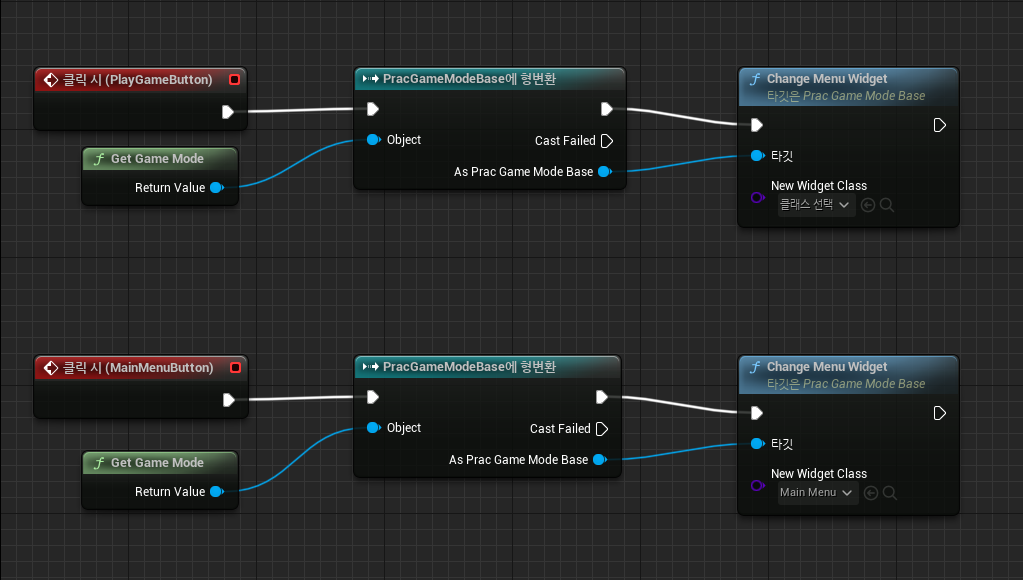 클릭 시 (PlayGameButton)
Get Game Mode
Return Value
PracGameModeBase에 형변환
Object
Cast Failed
As Prac Game Mode Base
Change Menu Widget
타깃은 Prac Game Mode Base
타깃
New Widget Class
클래스 선택
클릭 시 (MainMenuButton)
Get Game Mode
Return Value
PracGameModeBase에 형변환
Object
Cast Failed
As Prac Game Mode Base
Change Menu Widget
타깃은 Prac Game Mode Base
타깃
New Widget Class
Main Menu